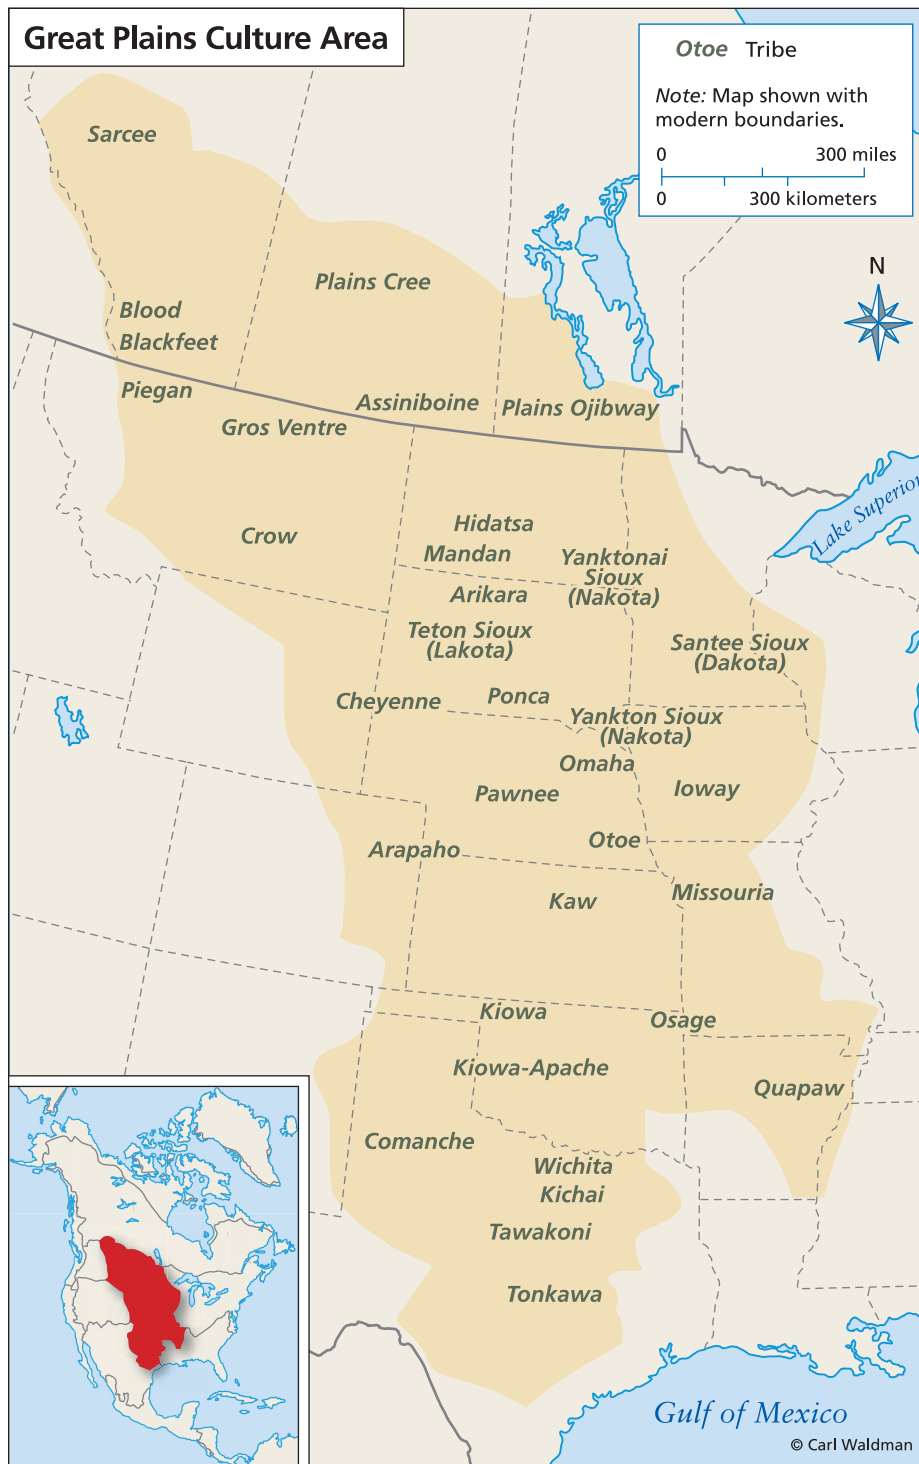 Great Plains Culture Area
Otoe Tribe
Note: Map shown with
modern boundaries.
0 300 miles
0 300 kilometers
N
Sarcee
Plains Cree
Blood
Blackfeet
Piegan
Assiniboine
Plains Ojibway
Gros Ventre
Lake Superior
Crow
Hidatsa
Mandan
Yanktonai
Sioux
(Nakota)
Arikara
Teton Sioux
(Lakota)
Santee Sioux
(Dakota)
Cheyenne
Ponca
Yankton Sioux
(Nakota)
Omaha
Pawnee
Ioway
Otoe
Arapaho
Missouria
Kaw
Kiowa
Osage
Kiowa-Apache
Quapaw
Comanche
Wichita
Kichai
Tawakoni
Tonkawa
Gulf of Mexico
© Carl Waldman